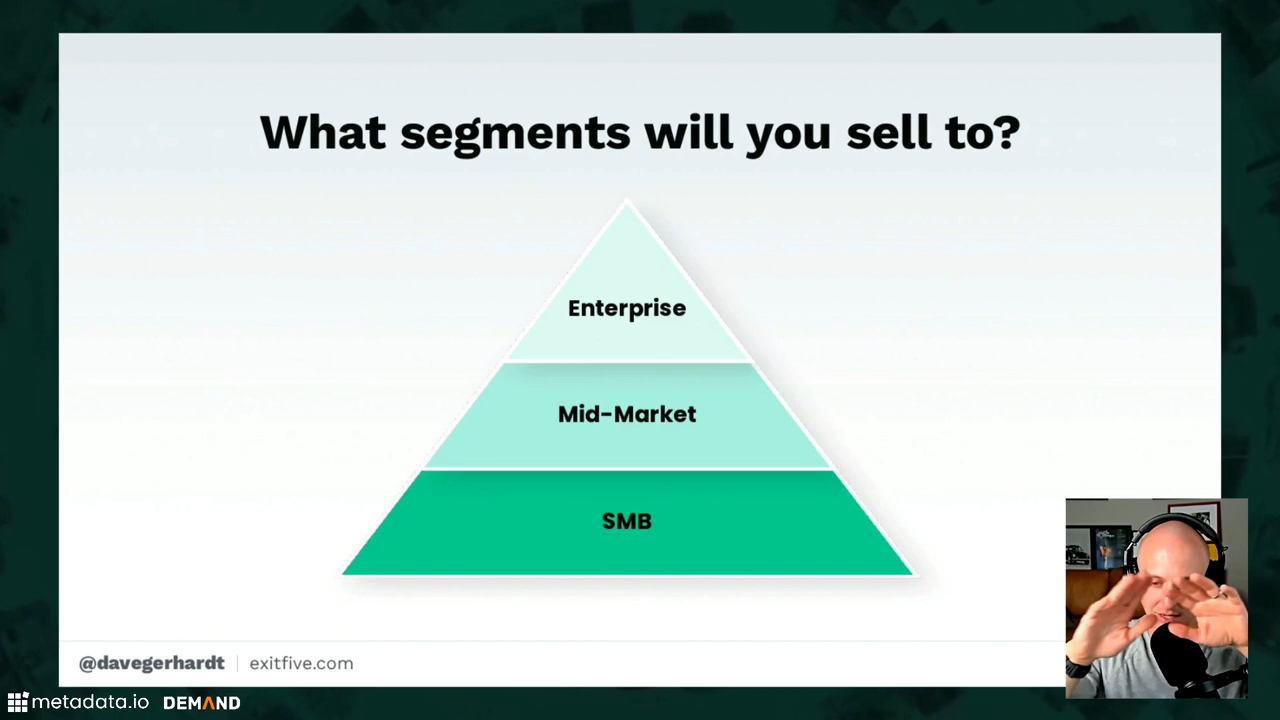 What segments will you sell to?
Enterprise
Mid-Market
SMB
@davegerhardt | exitfive.com
metadata.io DEMAND